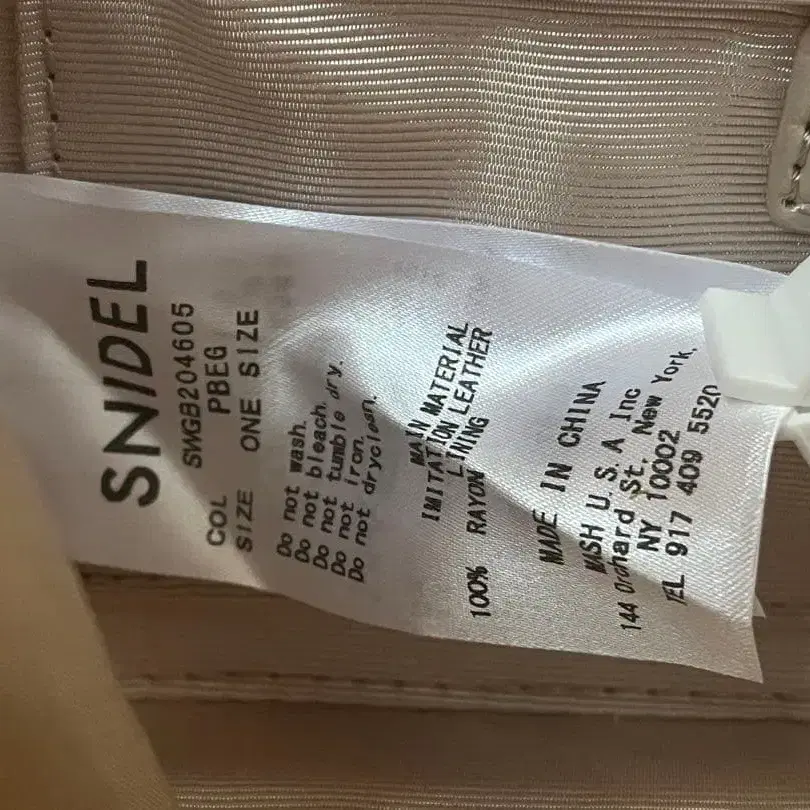 SNIDEL
SWGB204605
COL PBEG
SIZE ONE SIZE
Do not wash.
Do not bleach.
Do not tumble dry.
Do not iron.
Do not dryclean.
MAIN MATERIAL
IMITATION LEATHER
LINING
100% RAYON
MADE IN CHINA
MASH U.S.A Inc
144 Orchard St. New York,
NY 10002
TEL 917 409 5520